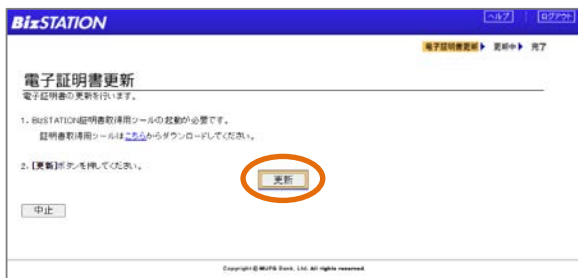 BizSTATION
ヘルプ ログアウト
電子証明書更新 更新中 完了
電子証明書更新
電子証明書の更新を行います。
1. BizSTATION証明書取得用ツールの起動が必要です。
証明書取得用ツールはこちらからダウンロードしてください。
2. 【更新】ボタンを押してください。
更新
中止
Copyright © MUFG Bank, Ltd. All rights reserved.